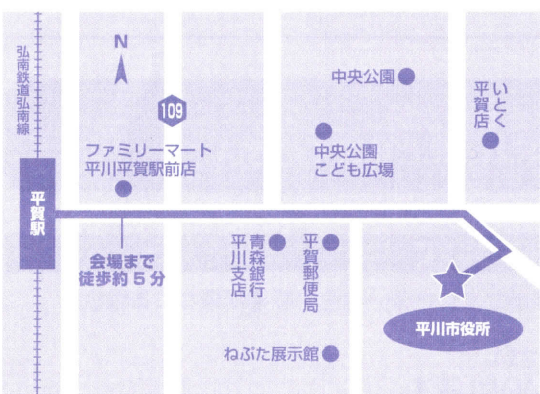 弘南鉄道弘南線
N
109
中央公園
いとく
平賀店
ファミリーマート
平川平賀駅前店
中央公園
こども広場
平賀駅
会場まで
徒歩約5分
青森銀行
平川支店
平賀郵便局
平川市役所
ねぷた展示館